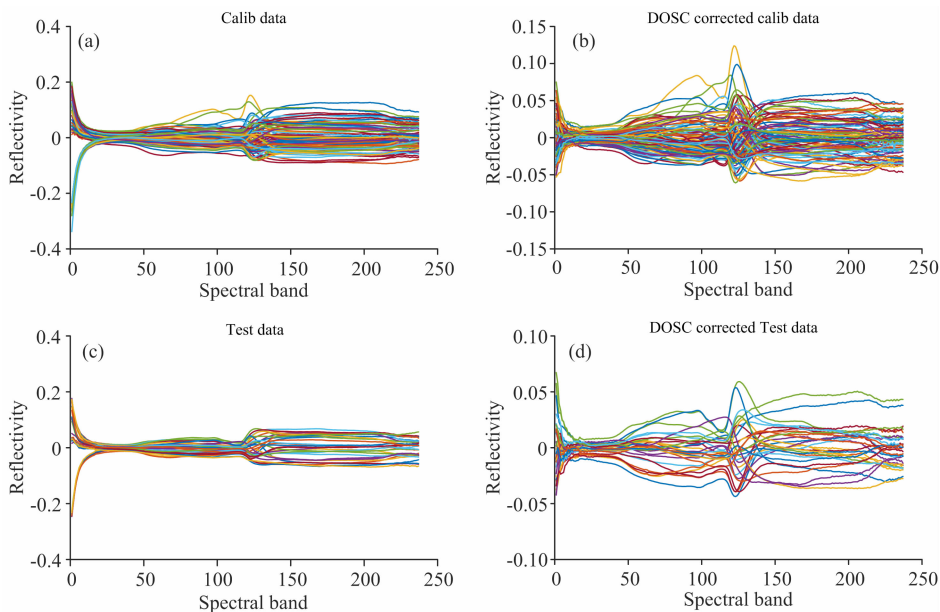 Calib data
(a)
Reflectivity
0.4
0.2
0
-0.2
-0.4
0 50 100 150 200 250
Spectral band
DOSC corrected calib data
(b)
Reflectivity
0.15
0.10
0.05
0
-0.05
-0.10
-0.15
0 50 100 150 200 250
Spectral band
Test data
(c)
Reflectivity
0.4
0.2
0
-0.2
-0.4
0 50 100 150 200 250
Spectral band
DOSC corrected Test data
(d)
Reflectivity
0.10
0.05
0
-0.05
-0.10
0 50 100 150 200 250
Spectral band